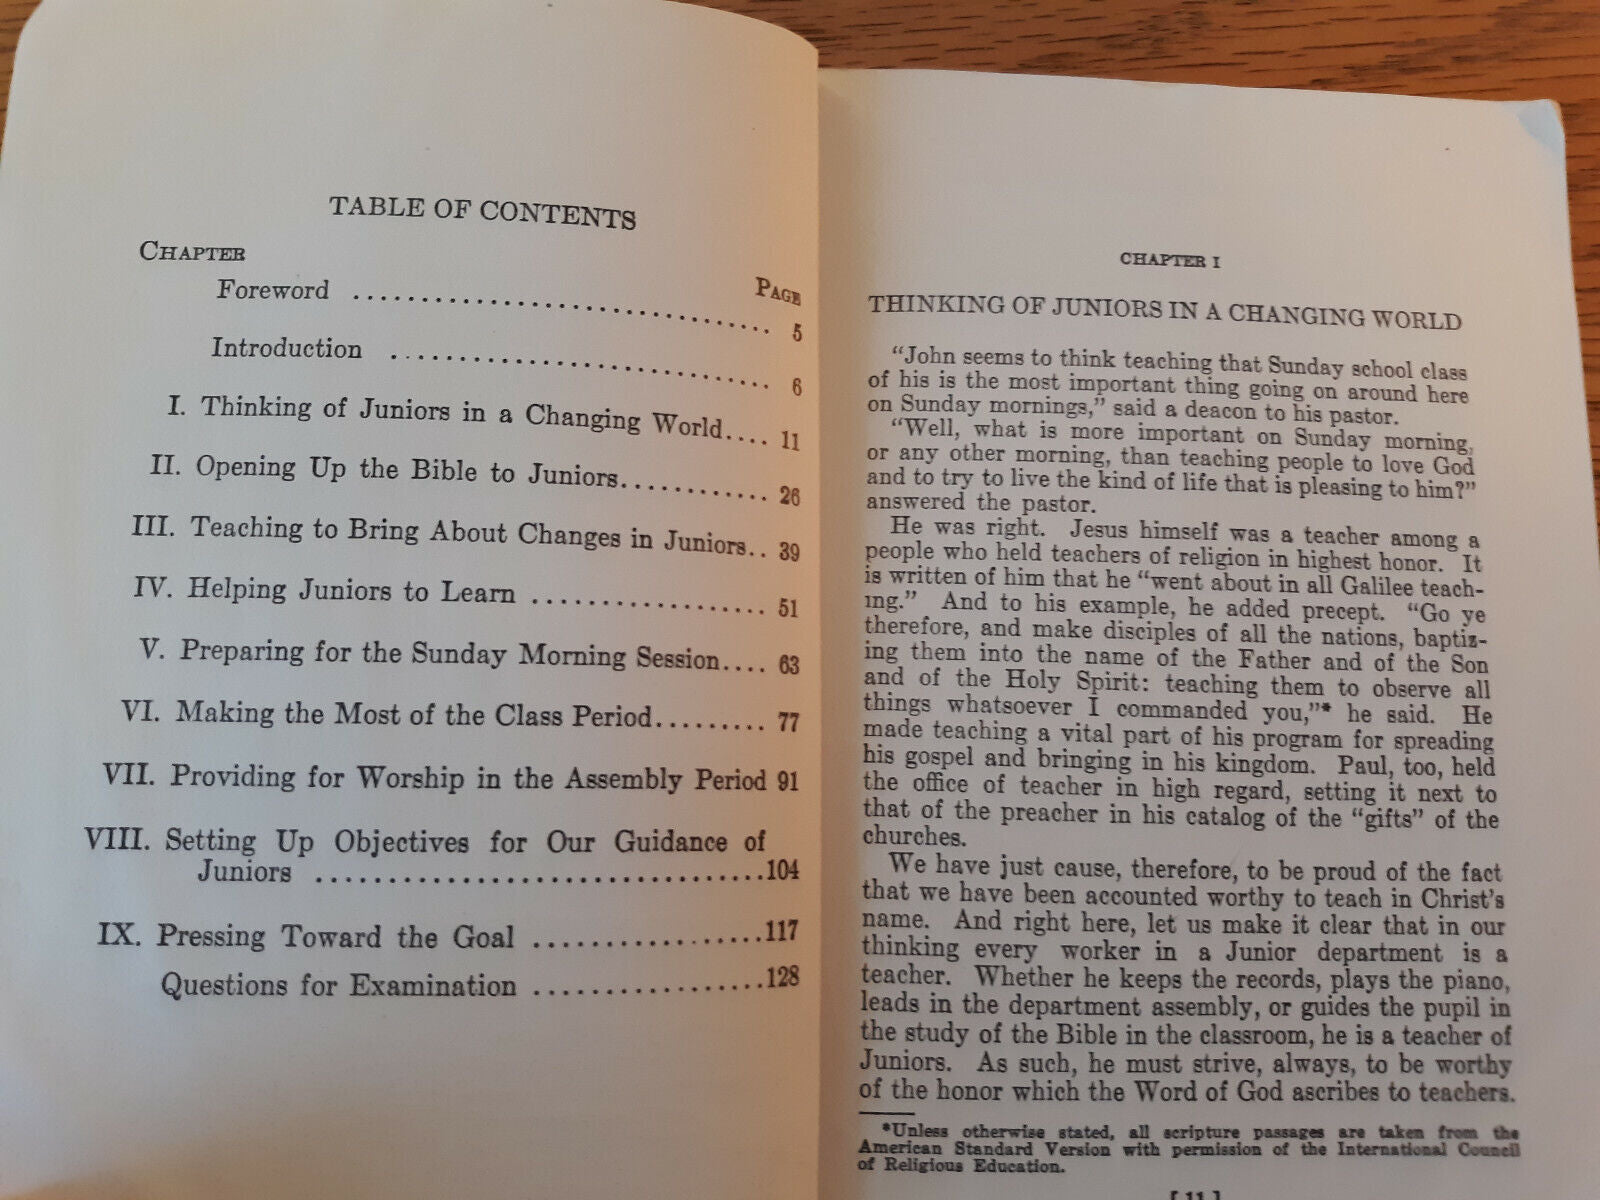 TABLE OF CONTENTS
CHAPTER
PAGE
Foreword ............................... 5
Introduction ............................ 6
I. Thinking of Juniors in a Changing World.... 11
II. Opening Up the Bible to Juniors............ 26
III. Teaching to Bring About Changes in Juniors.. 39
IV. Helping Juniors to Learn .................. 51
V. Preparing for the Sunday Morning Session.... 63
VI. Making the Most of the Class Period......... 77
VII. Providing for Worship in the Assembly Period 91
VIII. Setting Up Objectives for Our Guidance of
Juniors ................................104
IX. Pressing Toward the Goal .................117
Questions for Examination .................128
CHAPTER I
THINKING OF JUNIORS IN A CHANGING WORLD
"John seems to think teaching that Sunday school class
of his is the most important thing going on around here
on Sunday mornings," said a deacon to his pastor.
"Well, what is more important on Sunday morning,
or any other morning, than teaching people to love God
and to try to live the kind of life that is pleasing to him?"
answered the pastor.
He was right. Jesus himself was a teacher among a
people who held teachers of religion in highest honor. It
is written of him that he "went about in all Galilee teach-
ing." And to his example, he added precept. "Go ye
therefore, and make disciples of all the nations, baptiz-
ing them into the name of the Father and of the Son
and of the Holy Spirit: teaching them to observe all
things whatsoever I commanded you,"* he said. He
made teaching a vital part of his program for spreading
his gospel and bringing in his kingdom. Paul, too, held
the office of teacher in high regard, setting it next to
that of the preacher in his catalog of the "gifts" of the
churches.
We have just cause, therefore, to be proud of the fact
that we have been accounted worthy to teach in Christ's
name. And right here, let us make it clear that in our
thinking every worker in a Junior department is a
teacher. Whether he keeps the records, plays the piano,
leads in the department assembly, or guides the pupil in
the study of the Bible in the classroom, he is a teacher of
Juniors. As such, he must strive, always, to be worthy
of the honor which the Word of God ascribes to teachers.
*Unless otherwise stated, all scripture passages are taken from the
American Standard Version with permission of the International Council
of Religious Education.
[ 11 ]